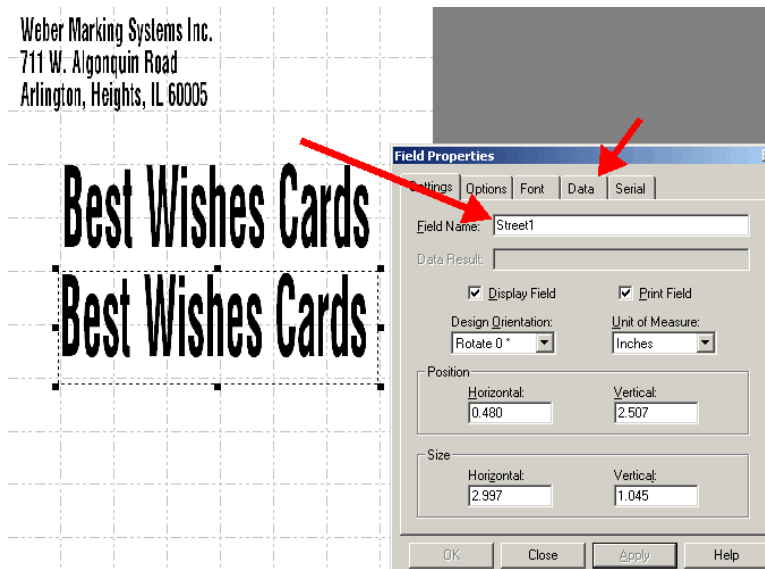 Weber Marking Systems Inc.
711 W. Algonquin Road
Arlington, Heights, IL 60005
Best Wishes Cards
Best Wishes Cards
Field Properties
Settings Options Font Data Serial
Field Name: Street1
Data Result:
Display Field Print Field
Design Orientation: Unit of Measure:
Rotate 0 ° Inches
Position
Horizontal: Vertical:
0.480 2.507
Size
Horizontal: Vertical:
2.997 1.045
OK Close Apply Help